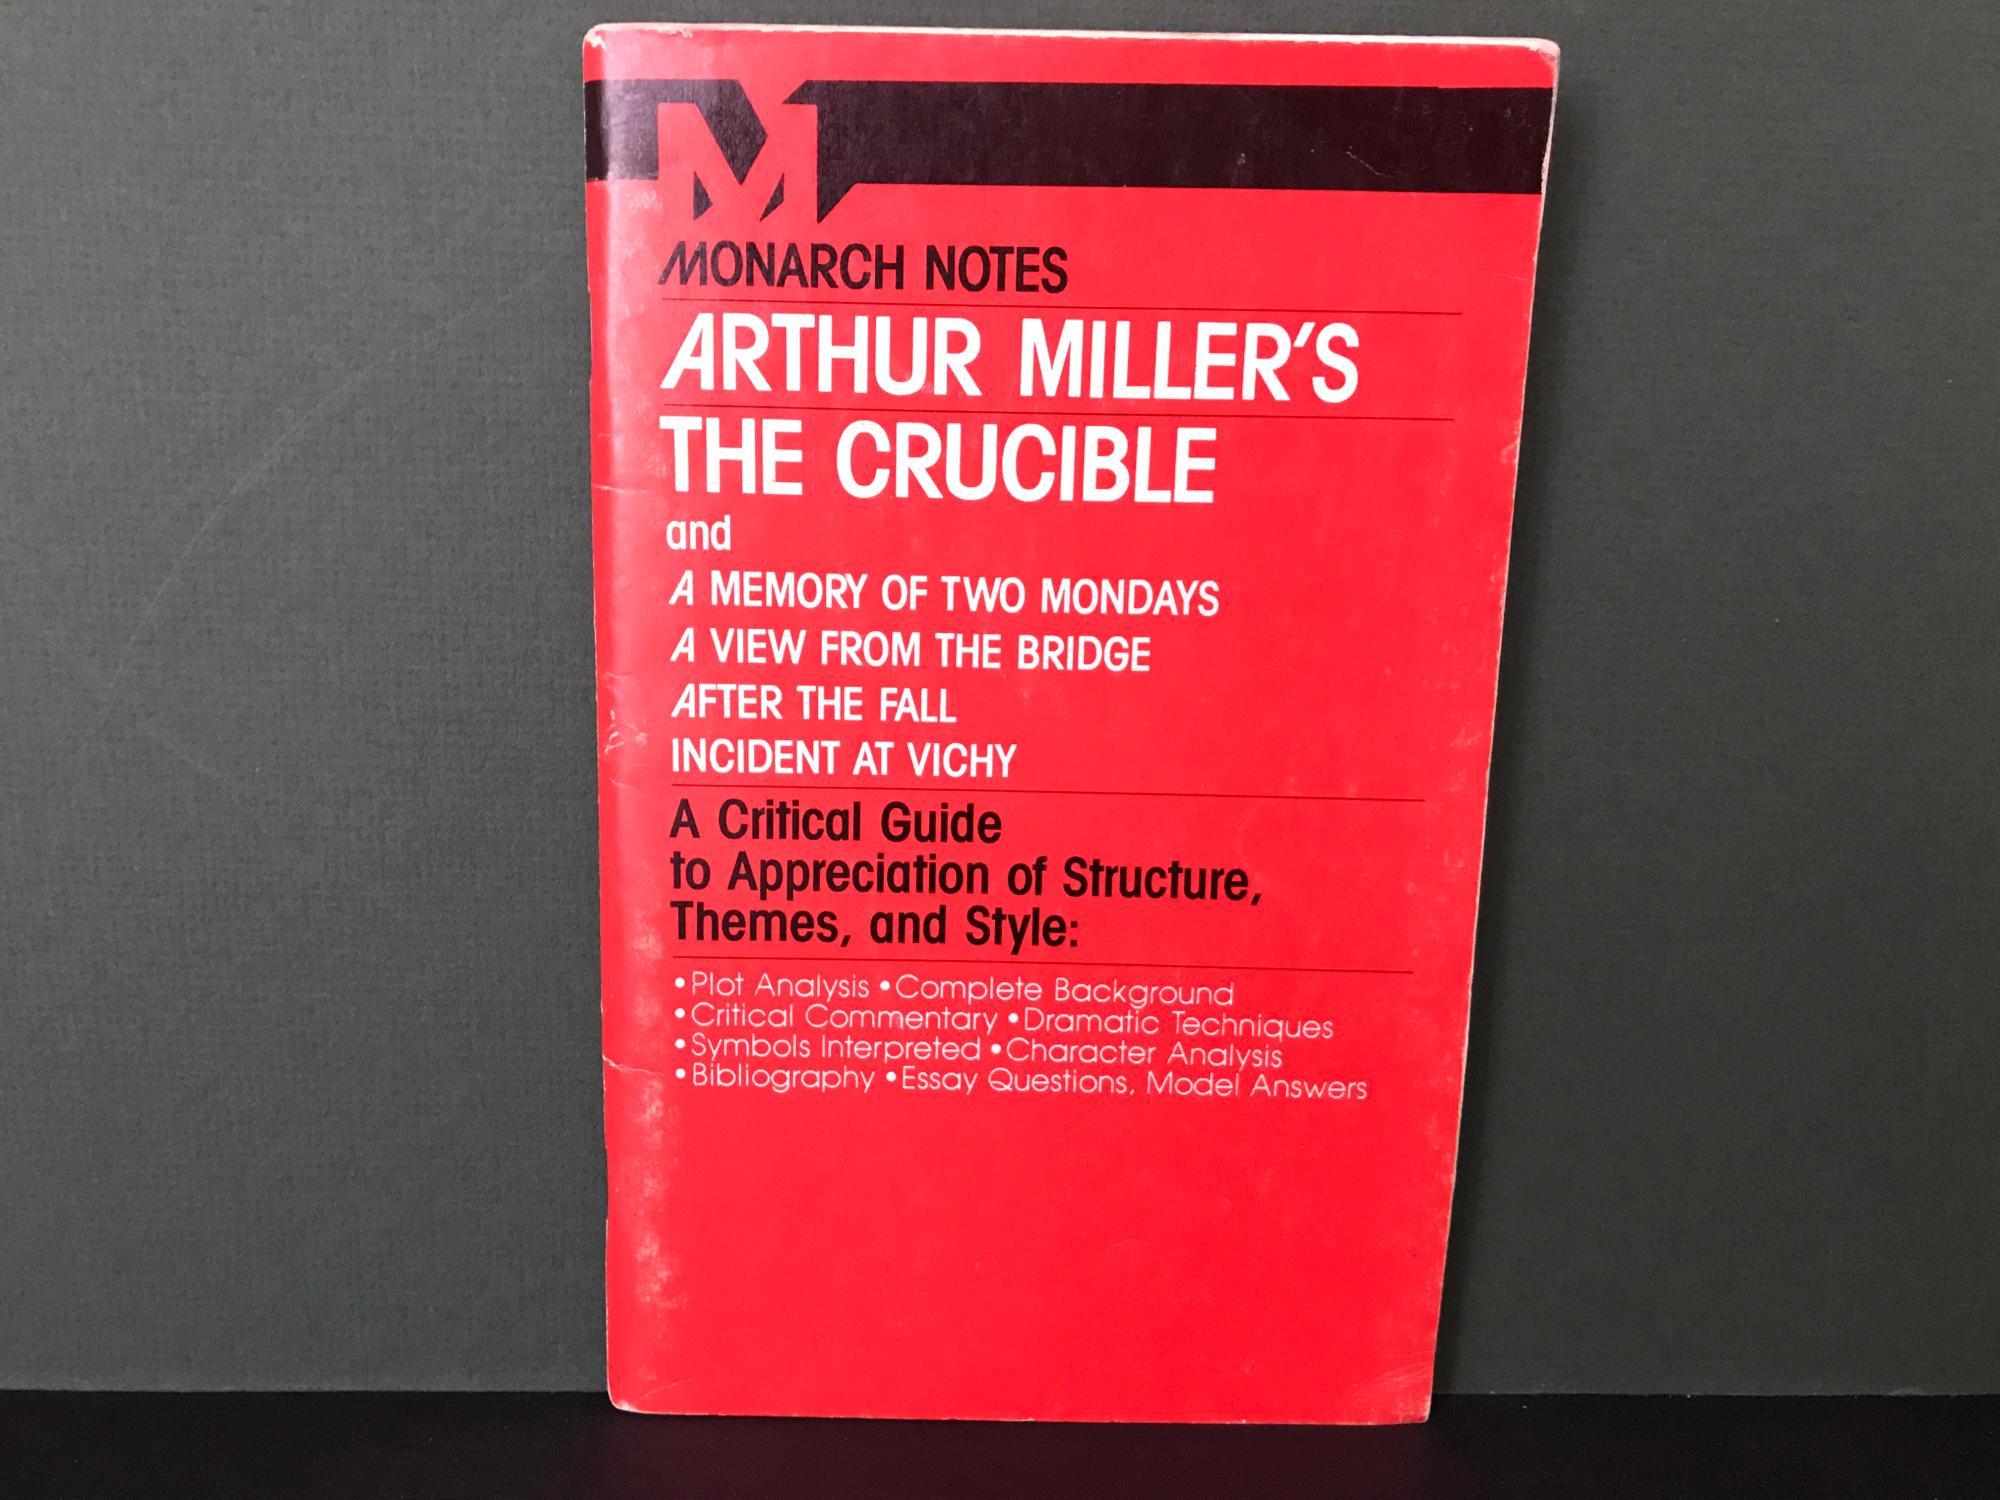 M
MONARCH NOTES
ARTHUR MILLER'S
THE CRUCIBLE
and
A MEMORY OF TWO MONDAYS
A VIEW FROM THE BRIDGE
AFTER THE FALL
INCIDENT AT VICHY
A Critical Guide
to Appreciation of Structure,
Themes, and Style:
•Plot Analysis •Complete Background
•Critical Commentary •Dramatic Techniques
•Symbols Interpreted •Character Analysis
•Bibliography •Essay Questions, Model Answers